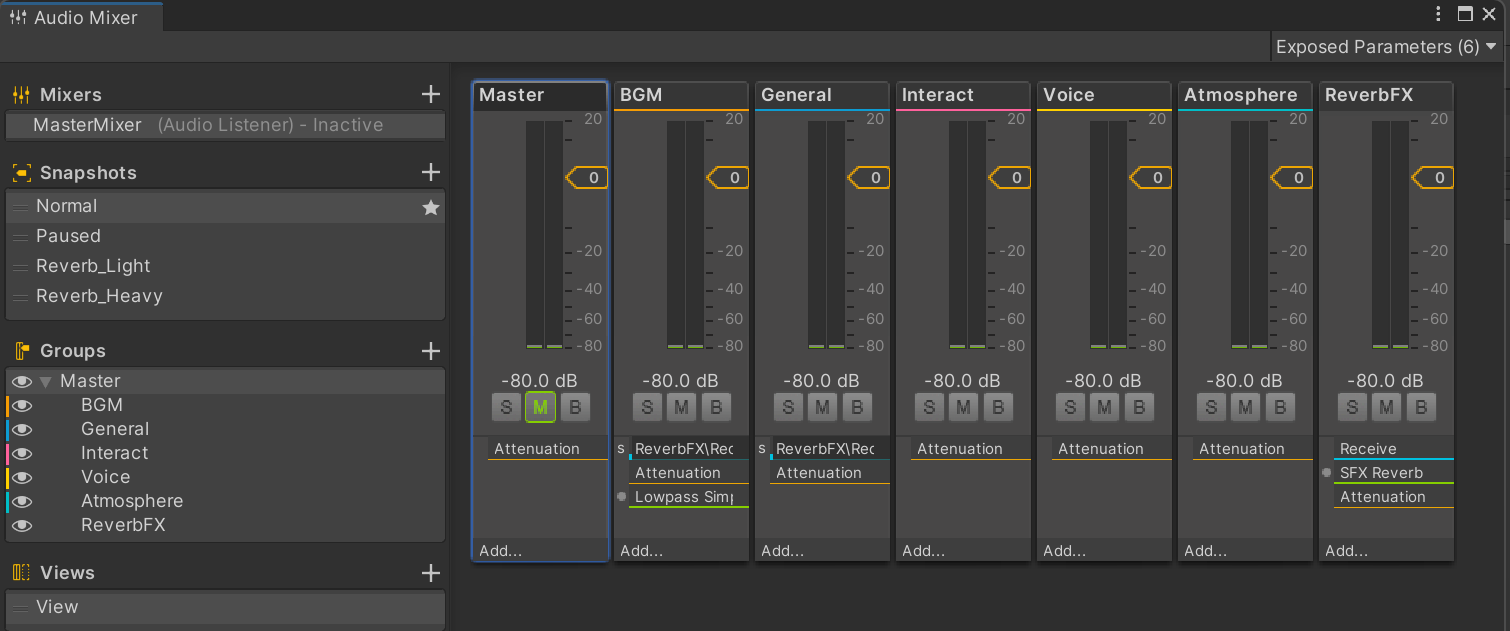 Audio Mixer
Exposed Parameters (6)
Mixers
MasterMixer (Audio Listener) - Inactive
Snapshots
Normal
Paused
Reverb_Light
Reverb_Heavy
Groups
Master
BGM
General
Interact
Voice
Atmosphere
ReverbFX
Views
View
Master
20
0
-20
-40
-60
-80
-80.0 dB
S M B
Attenuation
Add...
BGM
20
0
-20
-40
-60
-80
-80.0 dB
S M B
s ReverbFX\Rec
Attenuation
Lowpass Simp
Add...
General
20
0
-20
-40
-60
-80
-80.0 dB
S M B
s ReverbFX\Rec
Attenuation
Add...
Interact
20
0
-20
-40
-60
-80
-80.0 dB
S M B
Attenuation
Add...
Voice
20
0
-20
-40
-60
-80
-80.0 dB
S M B
Attenuation
Add...
Atmosphere
20
0
-20
-40
-60
-80
-80.0 dB
S M B
Attenuation
Add...
ReverbFX
20
0
-20
-40
-60
-80
-80.0 dB
S M B
Receive
SFX Reverb
Attenuation
Add...